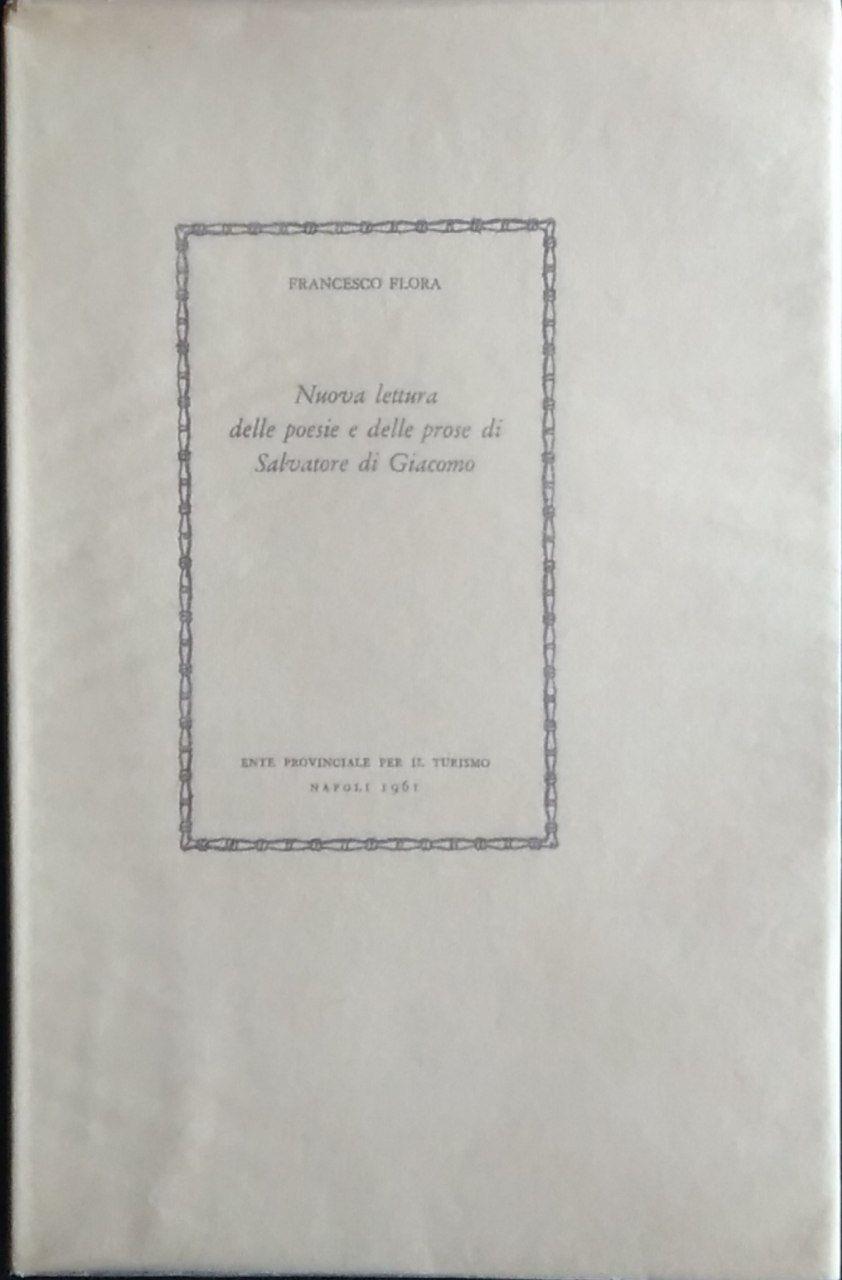 FRANCESCO FLORA
Nuova lettura
delle poesie e delle prose di
Salvatore di Giacomo
ENTE PROVINCIALE PER IL TURISMO
NAPOLI 1961